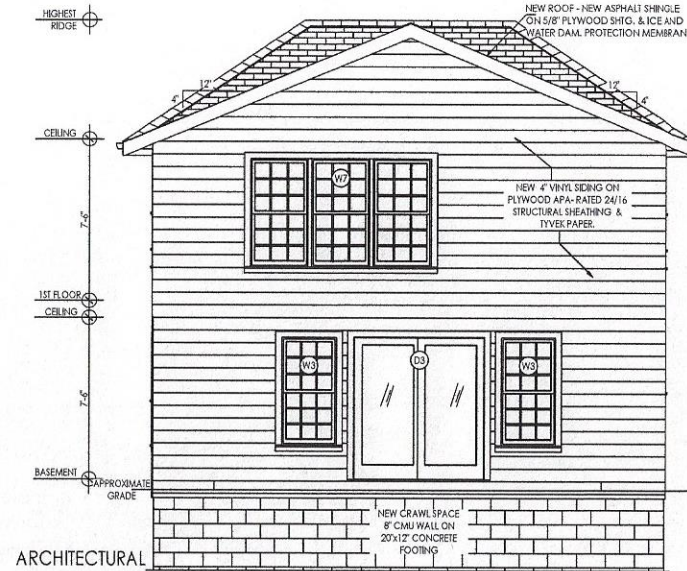 HIGHEST
RIDGE
NEW ROOF - NEW ASPHALT SHINGLE
ON 5/8" PLYWOOD SHTG. & ICE AND
WATER DAM. PROTECTION MEMBRAN
12"
4"
12"
4"
CEILING
W7
NEW 4" VINYL SIDING ON
PLYWOOD APA-RATED 24/16
STRUCTURAL SHEATHING &
TYVEK PAPER.
7'-6"
1ST FLOOR
CEILING
W3
D3
W3
7'-6"
BASEMENT
APPROXIMATE
GRADE
NEW CRAWL SPACE
8" CMU WALL ON
20"x12" CONCRETE
FOOTING
ARCHITECTURAL